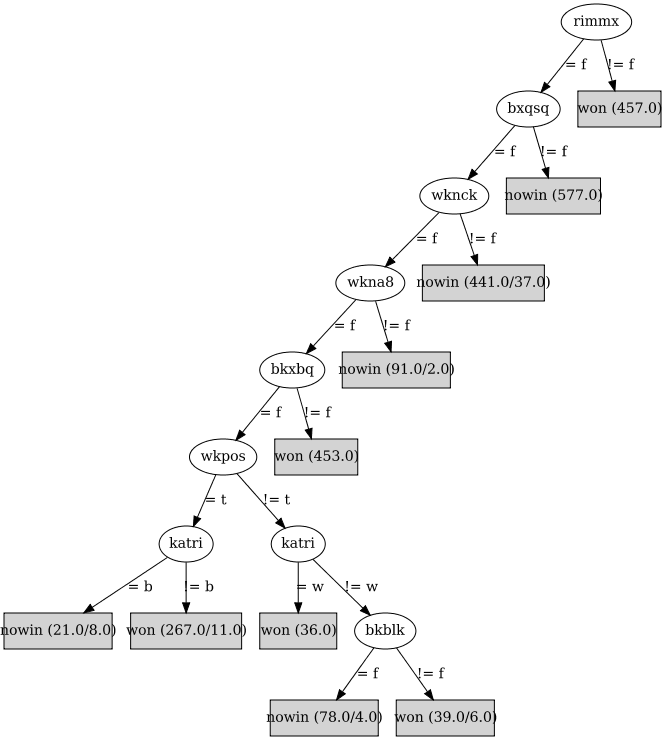 rimmx
= f
!= f
bxqsq
won (457.0)
= f
!= f
wknck
nowin (577.0)
= f
!= f
wkna8
nowin (441.0/37.0)
= f
!= f
bkxbq
nowin (91.0/2.0)
= f
!= f
wkpos
won (453.0)
= t
!= t
katri
katri
= b
!= b
= w
!= w
nowin (21.0/8.0)
won (267.0/11.0)
won (36.0)
bkblk
= f
!= f
nowin (78.0/4.0)
won (39.0/6.0)